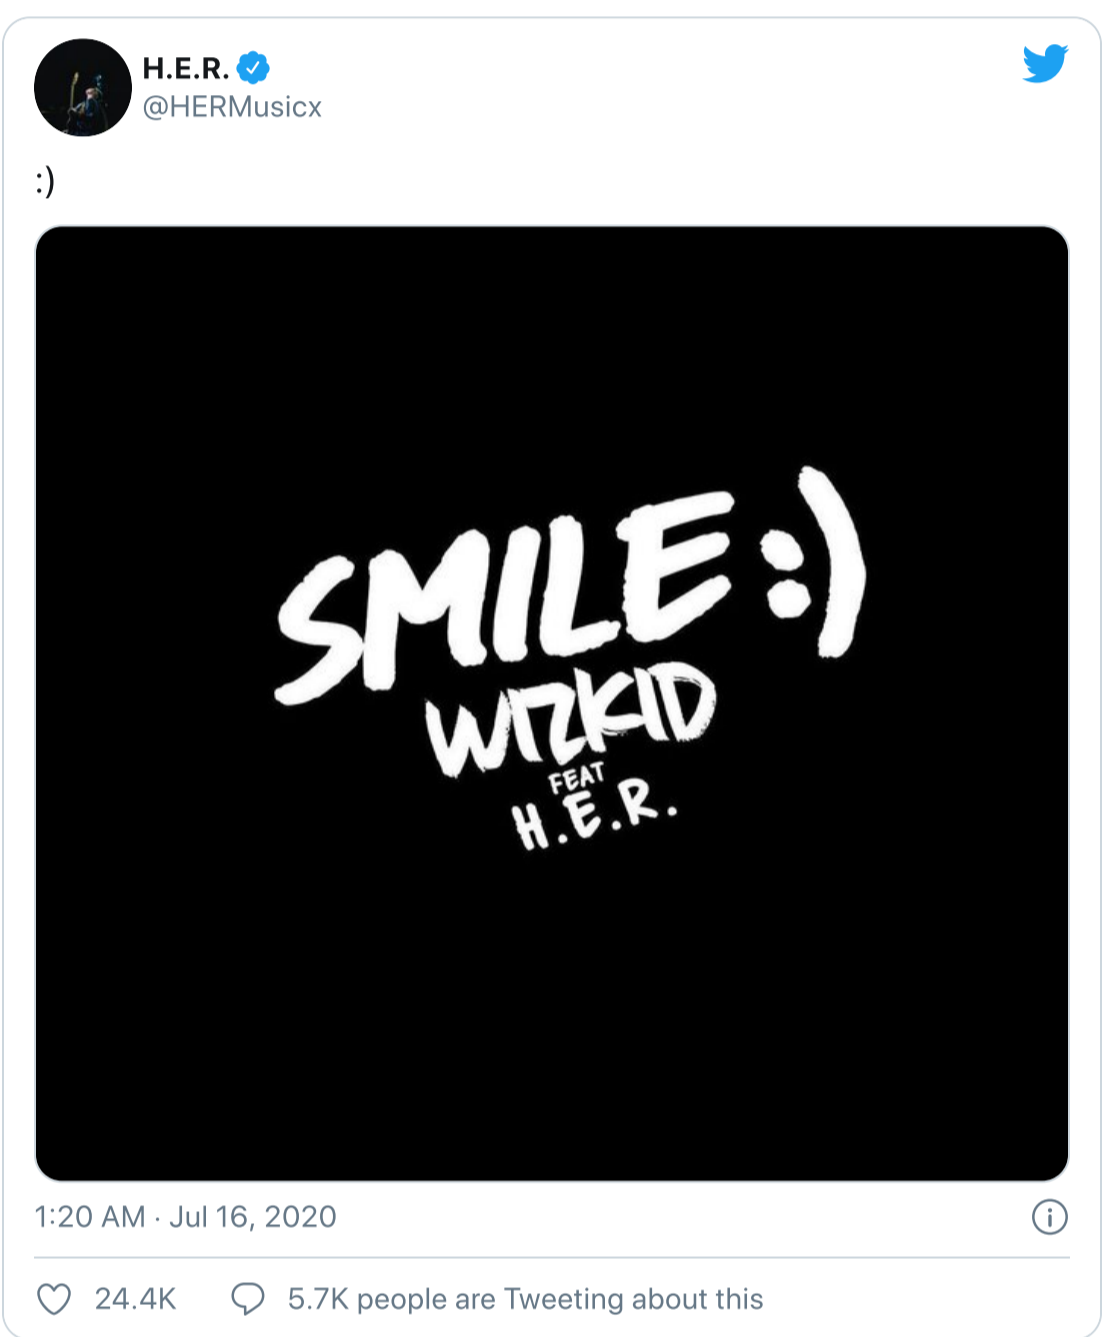 H.E.R.
@HERMusicx
:)
SMILE :)
WIZKID
FEAT
H.E.R.
1:20 AM · Jul 16, 2020
24.4K 5.7K people are Tweeting about this